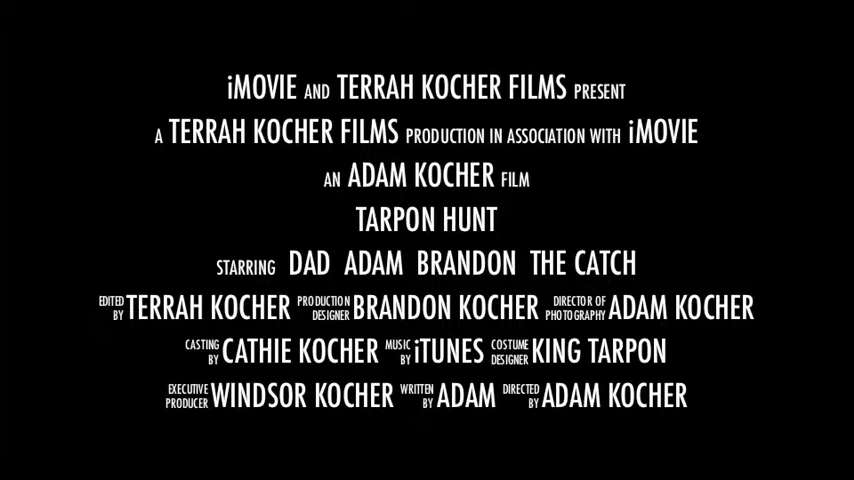 iMOVIE AND TERRAH KOCHER FILMS PRESENT
A TERRAH KOCHER FILMS PRODUCTION IN ASSOCIATION WITH iMOVIE
AN ADAM KOCHER FILM
TARPON HUNT
STARRING DAD ADAM BRANDON THE CATCH
EDITED BY TERRAH KOCHER PRODUCTION DESIGNER BRANDON KOCHER DIRECTOR OF PHOTOGRAPHY ADAM KOCHER
CASTING BY CATHIE KOCHER MUSIC BY iTUNES COSTUME DESIGNER KING TARPON
EXECUTIVE PRODUCER WINDSOR KOCHER WRITTEN BY ADAM DIRECTED BY ADAM KOCHER